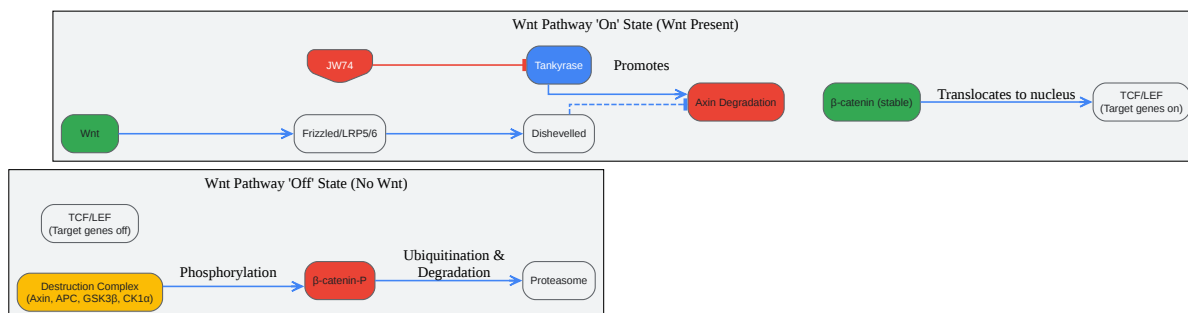 Wnt Pathway 'On' State (Wnt Present)
JW74
Tankyrase
Promotes
Axin Degradation
β-catenin (stable)
Translocates to nucleus
TCF/LEF
(Target genes on)
Wnt
Frizzled/LRP5/6
Dishevelled
Wnt Pathway 'Off' State (No Wnt)
TCF/LEF
(Target genes off)
Destruction Complex
(Axin, APC, GSK3β, CK1α)
Phosphorylation
β-catenin-P
Ubiquitination &
Degradation
Proteasome